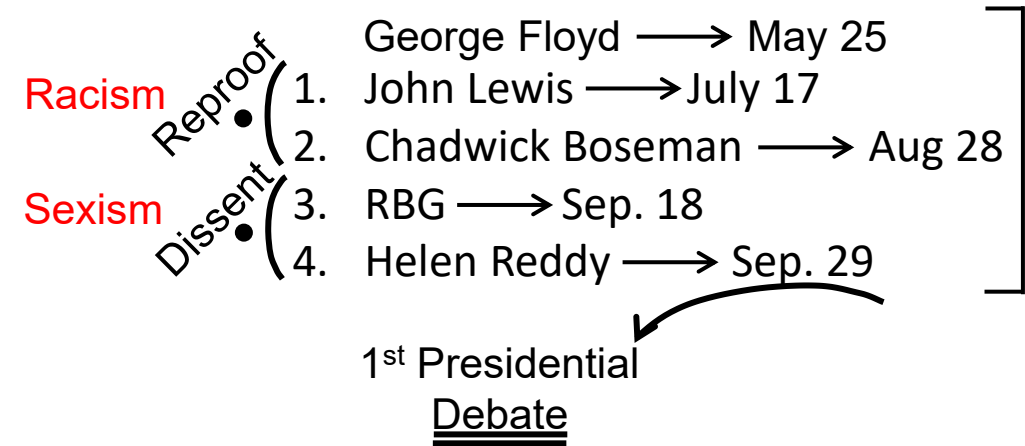 George Floyd → May 25
Racism
Reproof
1. John Lewis → July 17
2. Chadwick Boseman → Aug 28
Sexism
Dissent
3. RBG → Sep. 18
4. Helen Reddy → Sep. 29
1st Presidential
Debate